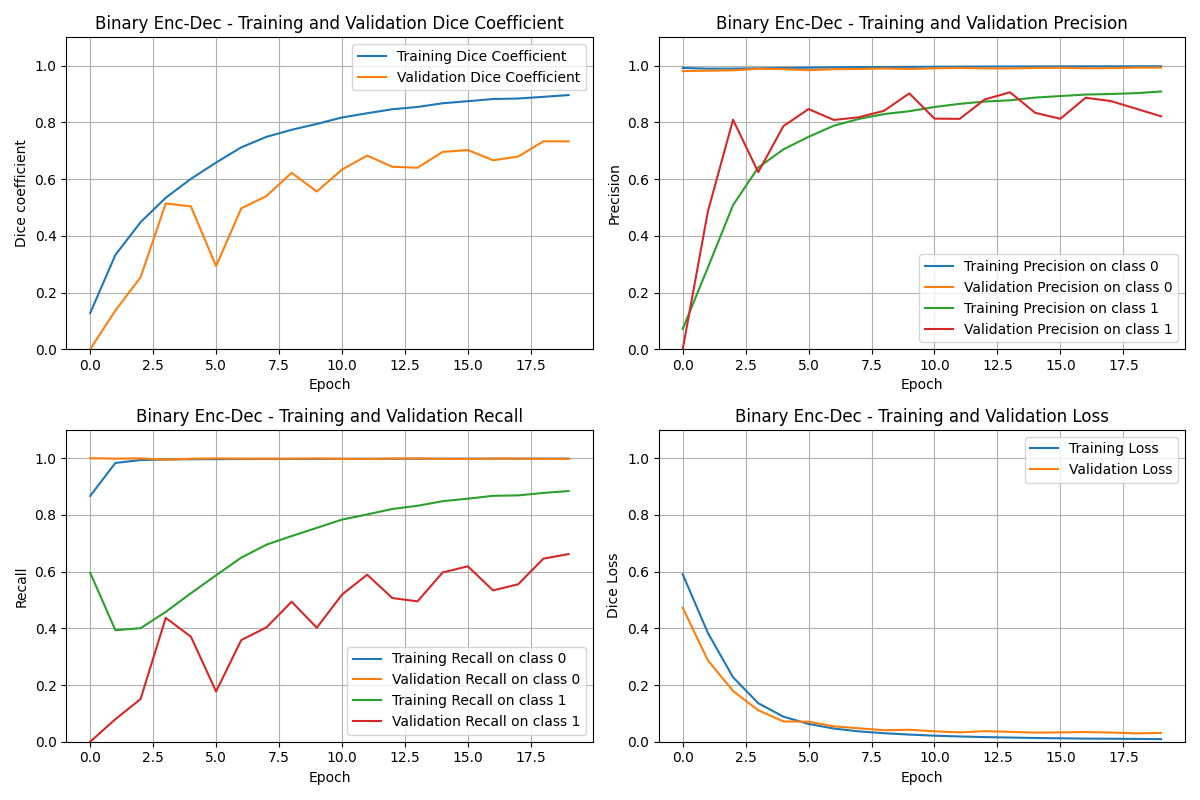 Binary Enc-Dec - Training and Validation Dice Coefficient
Training Dice Coefficient
Validation Dice Coefficient
Dice coefficient
1.0
0.8
0.6
0.4
0.2
0.0
0.0 2.5 5.0 7.5 10.0 12.5 15.0 17.5
Epoch
Binary Enc-Dec - Training and Validation Precision
Precision
1.0
0.8
0.6
0.4
0.2
0.0
Training Precision on class 0
Validation Precision on class 0
Training Precision on class 1
Validation Precision on class 1
0.0 2.5 5.0 7.5 10.0 12.5 15.0 17.5
Epoch
Binary Enc-Dec - Training and Validation Recall
Recall
1.0
0.8
0.6
0.4
0.2
0.0
Training Recall on class 0
Validation Recall on class 0
Training Recall on class 1
Validation Recall on class 1
0.0 2.5 5.0 7.5 10.0 12.5 15.0 17.5
Epoch
Binary Enc-Dec - Training and Validation Loss
Training Loss
Validation Loss
Dice Loss
1.0
0.8
0.6
0.4
0.2
0.0
0.0 2.5 5.0 7.5 10.0 12.5 15.0 17.5
Epoch